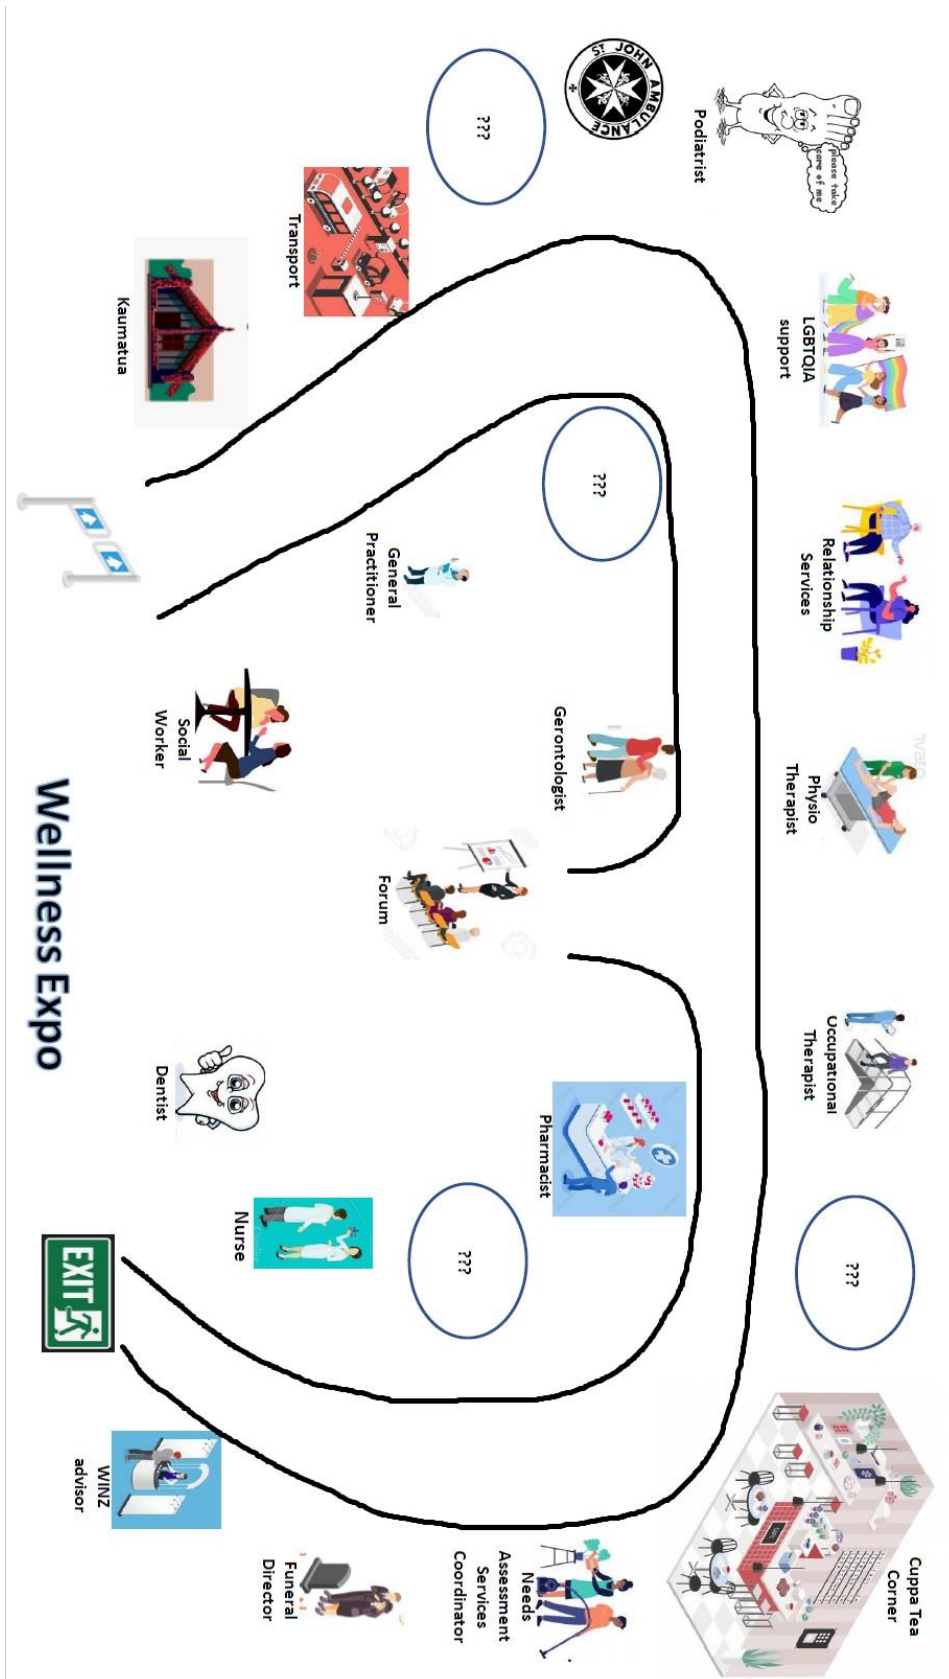 Cuppa Tea
Corner
please take
care of me
LGBTQIA
support
Relationship
Services
Physio
Therapist
Occupational
Therapist
???
Podiatrist
ST JOHN AMBULANCE
???
Gerontologist
Pharmacist
???
???
Needs
Assessment
Services
Coordinator
General
Practitioner
Forum
Transport
Funeral
Director
Nurse
Social
Worker
Dentist
Kaumatua
WINZ
advisor
EXIT
Wellness Expo